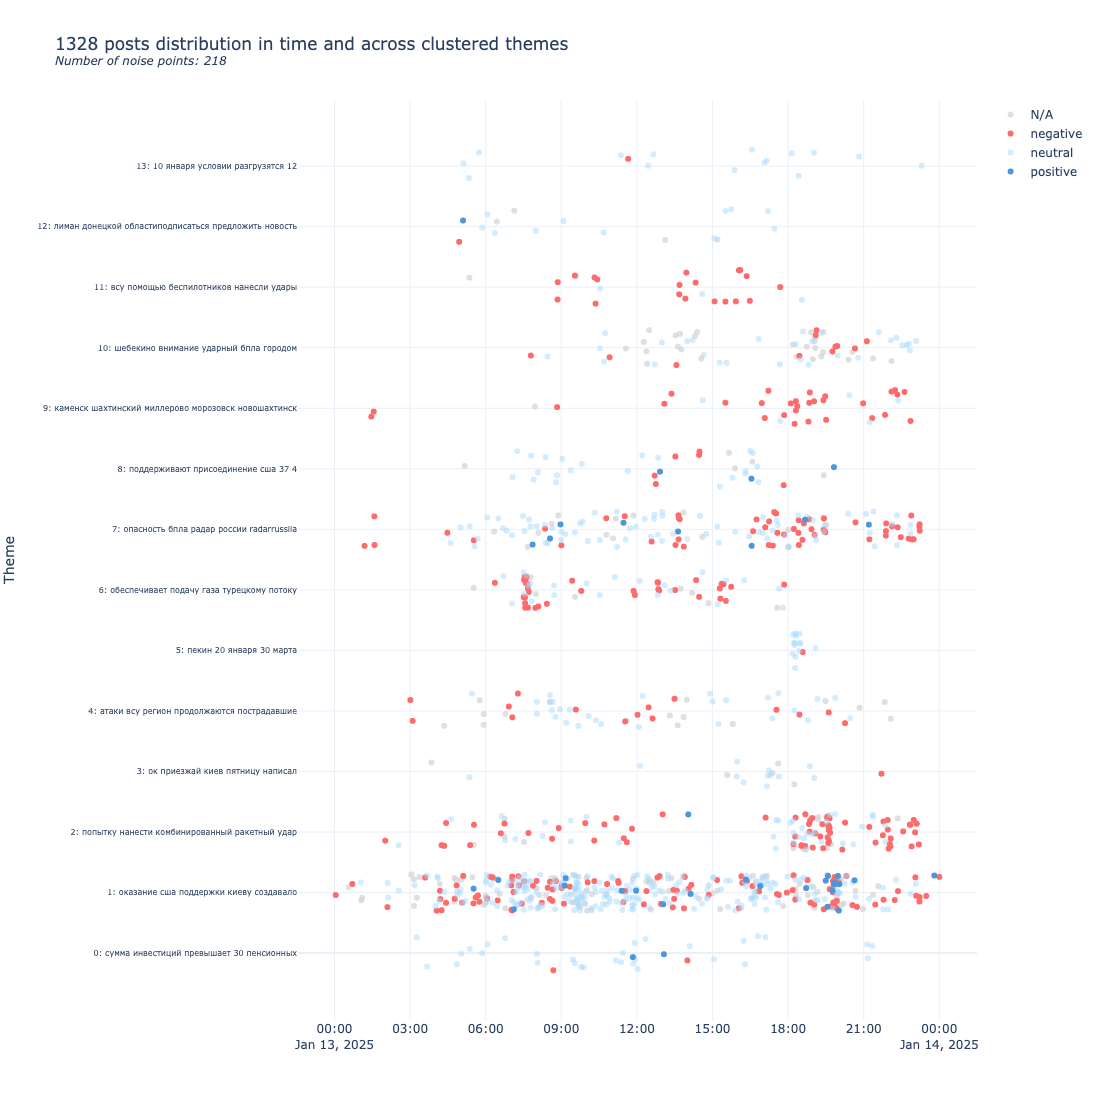 1328 posts distribution in time and across clustered themes
Number of noise points: 218
N/A
negative
neutral
positive
Theme
13: 10 января условии разгрузятся 12
12: лиман донецкой областиподписаться предложить новость
11: всу помощью беспилотников нанесли удары
10: шебекино внимание ударный бпла городом
9: каменск шахтинский миллерово морозовск новошахтинск
8: поддерживают присоединение сша 37 4
7: опасность бпла радар россии radarrussiia
6: обеспечивает подачу газа турецкому потоку
5: пекин 20 января 30 марта
4: атаки всу регион продолжаются пострадавшие
3: ок приезжай киев пятницу написал
2: попытку нанести комбинированный ракетный удар
1: оказание сша поддержки киеву создавало
0: сумма инвестиций превышает 30 пенсионных
00:00 03:00 06:00 09:00 12:00 15:00 18:00 21:00 00:00
Jan 13, 2025 Jan 14, 2025